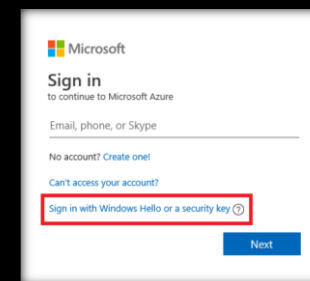 Microsoft
Sign in
to continue to Microsoft Azure
Email, phone, or Skype
No account? Create one!
Can't access your account?
Sign in with Windows Hello or a security key ?
Next